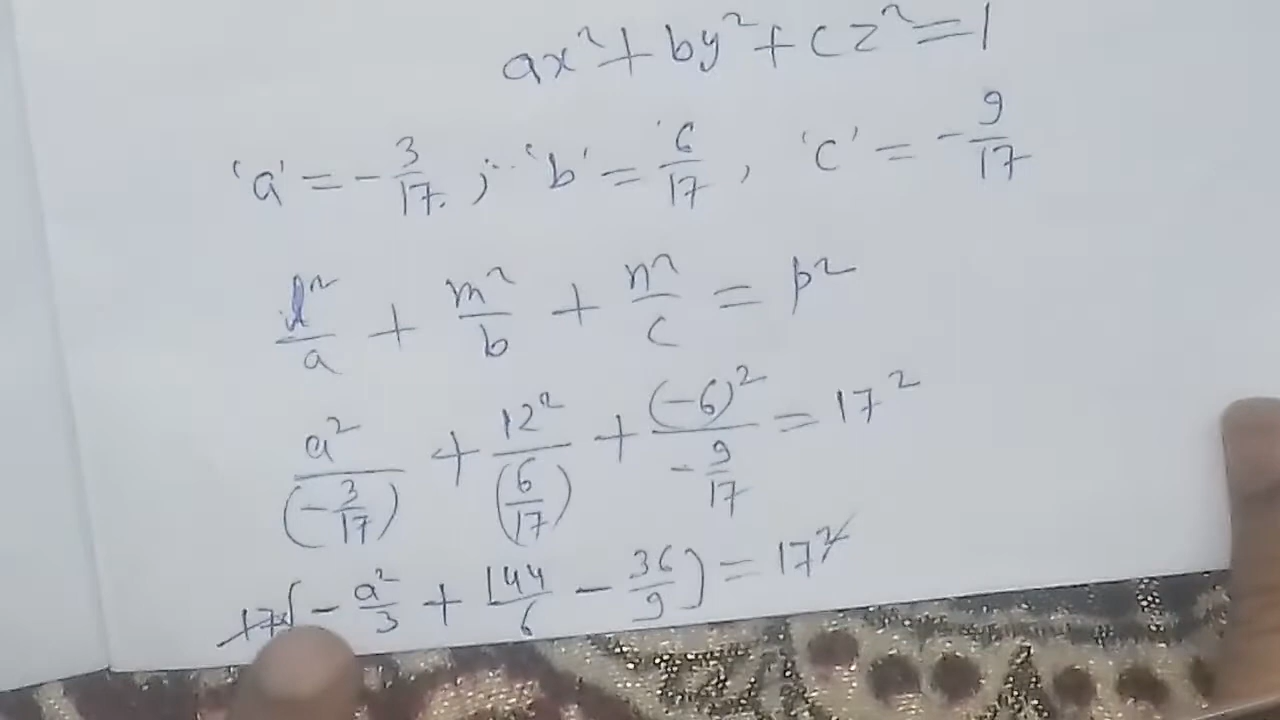 ax² + by² + cz² = 1
'a' = -3/17 ; 'b' = 6/17 , 'c' = -9/17
l²/a + m²/b + n²/c = p²
a²/(-3/17) + 12²/(6/17) + (-6)²/-9/17 = 17²
17x[-a²/3 + 144/6 - 36/9] = 17²